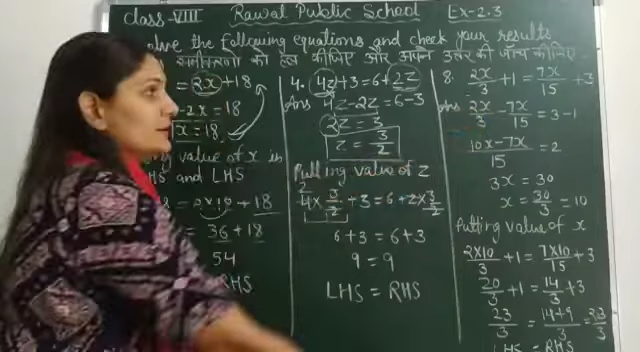 Class-VIII Rawal Public School Ex-2.3
Solve the following equations and check your results
को हल कीजिए और अपने उत्तर की जाँच कीजिए -
= 2x + 18
-2x = 18
x = 18
value of x in
HS and LHS
= 2×18 + 18
= 36 + 18
54
RHS
4. 4z + 3 = 6 + 2z
Ans 4z - 2z = 6 - 3
2z = 3
z = 3/2
Putting value of z
4 × 3/2 + 3 = 6 + 2 × 3/2
6 + 3 = 6 + 3
9 = 9
LHS = RHS
8. 2x/3 + 1 = 7x/15 + 3
Ans 2x/3 - 7x/15 = 3 - 1
10x - 7x/15 = 2
3x = 30
x = 30/3 = 10
Putting value of x
2×10/3 + 1 = 7×10/15 + 3
20/3 + 1 = 14/3 + 3
23/3 = 14+9/3 = 23/3
LHS = RHS